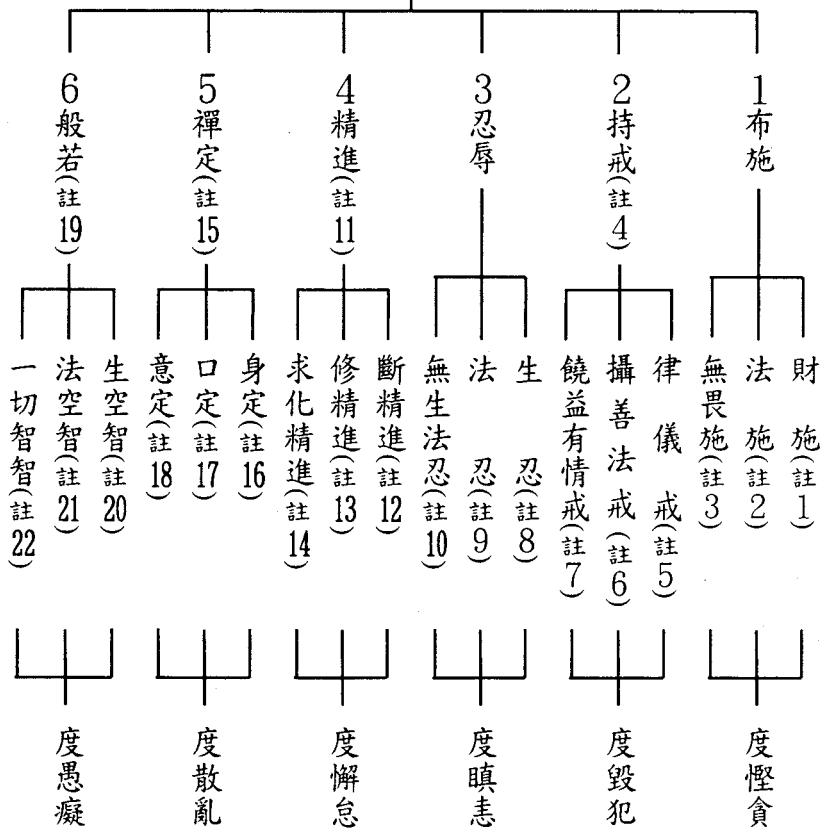 1布施
財施(註1)
法施(註2)
無畏施(註3)
度慳貪
2持戒(註4)
律儀戒(註5)
攝善法戒(註6)
饒益有情戒(註7)
度毀犯
3忍辱
生忍(註8)
法忍(註9)
無生法忍(註10)
度瞋恚
4精進(註11)
斷精進(註12)
修精進(註13)
求化精進(註14)
度懈怠
5禪定(註15)
身定(註16)
口定(註17)
意定(註18)
度散亂
6般若(註19)
生空智(註20)
法空智(註21)
一切智智(註22)
度愚癡